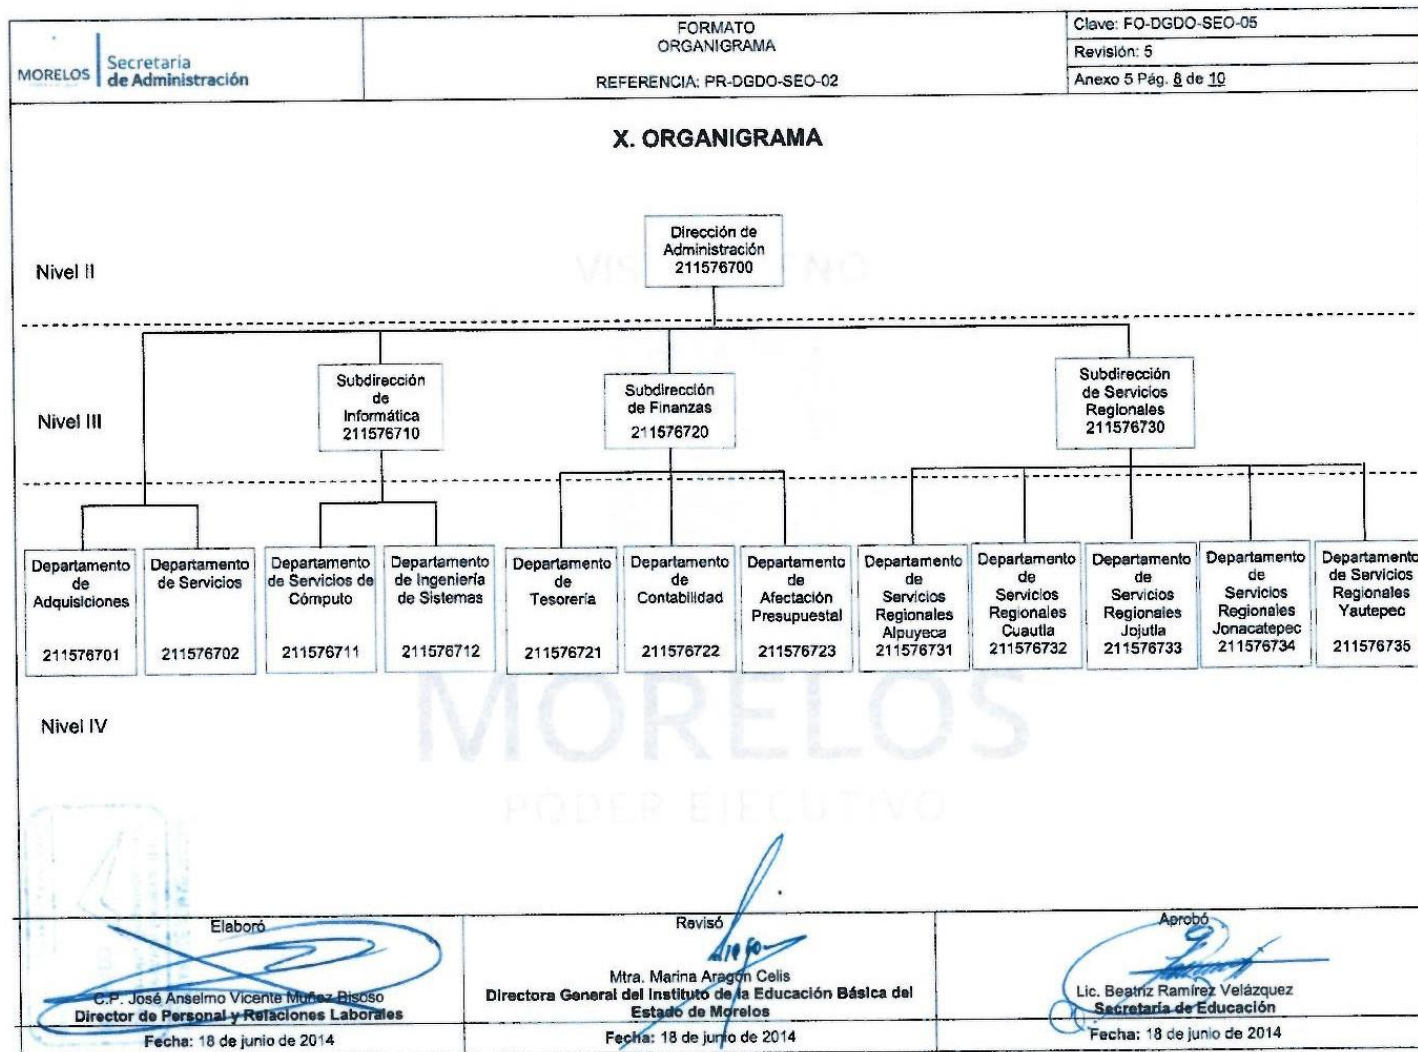 MORELOS
Secretaría
de Administración
FORMATO
ORGANIGRAMA
REFERENCIA: PR-DGDO-SEO-02
Clave: FO-DGDO-SEO-05
Revisión: 5
Anexo 5 Pág. 8 de 10
X. ORGANIGRAMA
Dirección de
Administración
211576700
Nivel II
Subdirección
de
Informática
211576710
Subdirección
de Finanzas
211576720
Subdirección
de Servicios
Regionales
211576730
Nivel III
Departamento
de
Adquisiciones
211576701
Departamento
de Servicios
211576702
Departamento
de Servicios de
Cómputo
211576711
Departamento
de Ingeniería
de Sistemas
211576712
Departamento
de
Tesorería
211576721
Departamento
de
Contabilidad
211576722
Departamento
de
Afectación
Presupuestal
211576723
Departamento
de
Servicios
Regionales
Alpuyeca
211576731
Departamento
de
Servicios
Regionales
Cuautla
211576732
Departamento
de
Servicios
Regionales
Jojutla
211576733
Departamento
de
Servicios
Regionales
Jonacatepec
211576734
Departamento
de Servicios
Regionales
Yautepec
211576735
Nivel IV
MORELOS
PODER EJECUTIVO
Elaboró
C.P. José Anselmo Vicente Muñoz Bisoso
Director de Personal y Relaciones Laborales
Fecha: 18 de junio de 2014
Revisó
Mtra. Marina Aragón Celis
Directora General del Instituto de la Educación Básica del
Estado de Morelos
Fecha: 18 de junio de 2014
Aprobó
Lic. Beatriz Ramírez Velázquez
Secretaría de Educación
Fecha: 18 de junio de 2014